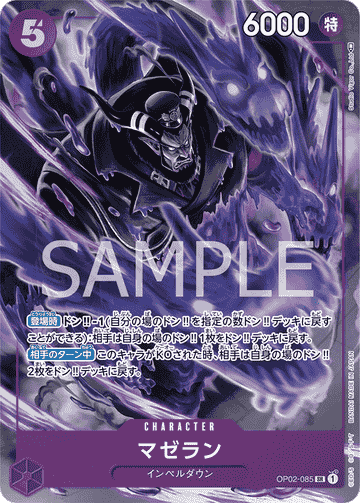 5
6000 特
SAMPLE
登場時 ドン!!-1(自分の場のドン!!を指定の数ドン!!デッキに戻す
ことができる):相手は自身の場のドン!!1枚をドン!!デッキに戻す。
相手のターン中 このキャラがKOされた時、相手は自身の場のドン!!
2枚をドン!!デッキに戻す。
CHARACTER
マゼラン
インペルダウン
OP02-085 SR 1